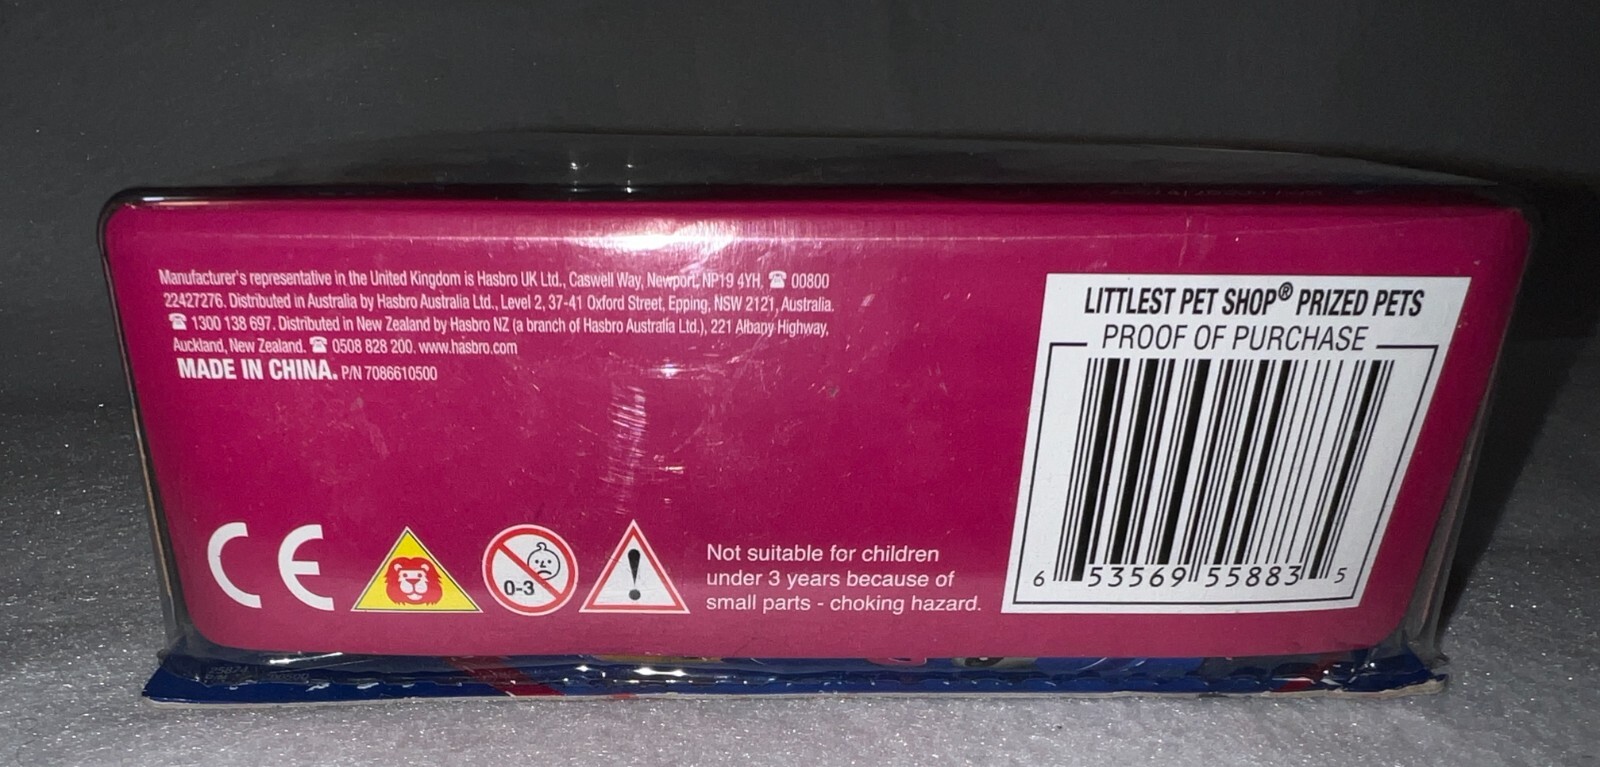 Manufacturer's representative in the United Kingdom is Hasbro UK Ltd., Caswell Way, Newport, NP19 4YH, ☎ 00800
22427276. Distributed in Australia by Hasbro Australia Ltd., Level 2, 37-41 Oxford Street, Epping, NSW 2121, Australia.
☎ 1300 138 697. Distributed in New Zealand by Hasbro NZ (a branch of Hasbro Australia Ltd.), 221 Albany Highway,
Auckland, New Zealand. ☎ 0508 828 200. www.hasbro.com
MADE IN CHINA. P/N 7086610500
CE
0-3
Not suitable for children
under 3 years because of
small parts - choking hazard.
LITTLEST PET SHOP® PRIZED PETS
PROOF OF PURCHASE
6 53569 55883 5